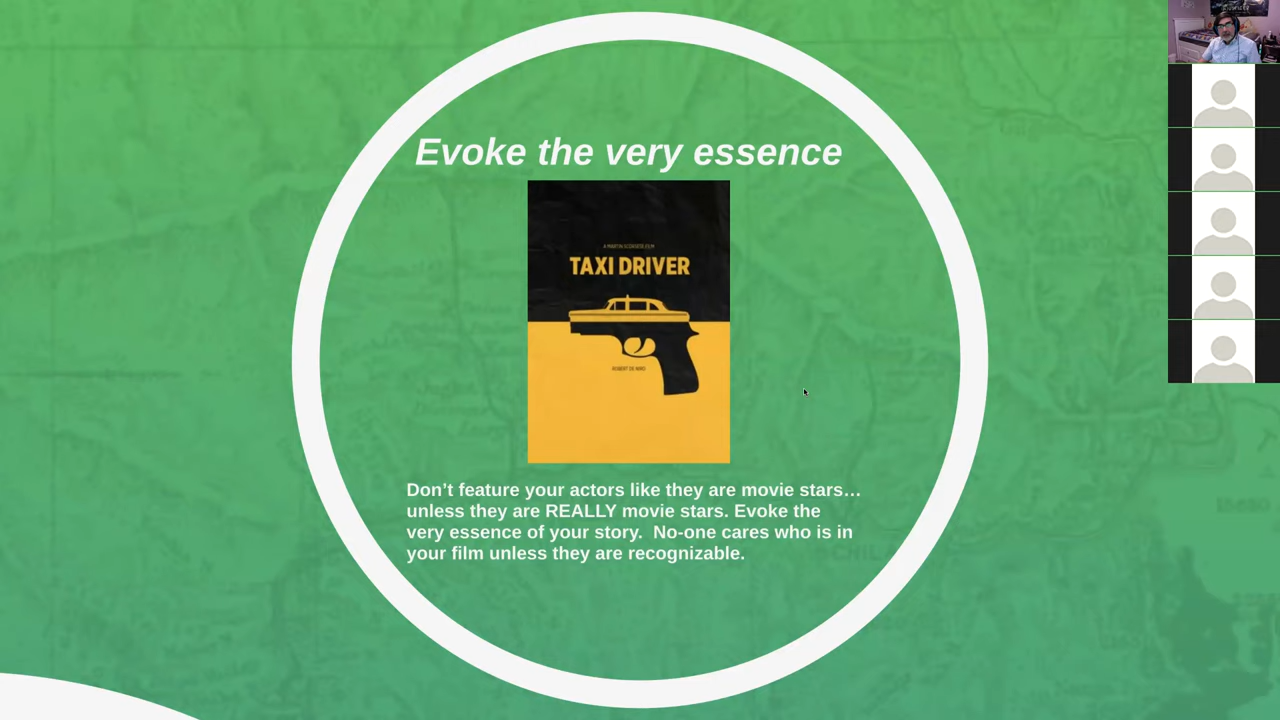 Evoke the very essence
A MARTIN SCORSESE FILM
TAXI DRIVER
ROBERT DE NIRO
Don’t feature your actors like they are movie stars…
unless they are REALLY movie stars. Evoke the
very essence of your story.  No-one cares who is in
your film unless they are recognizable.